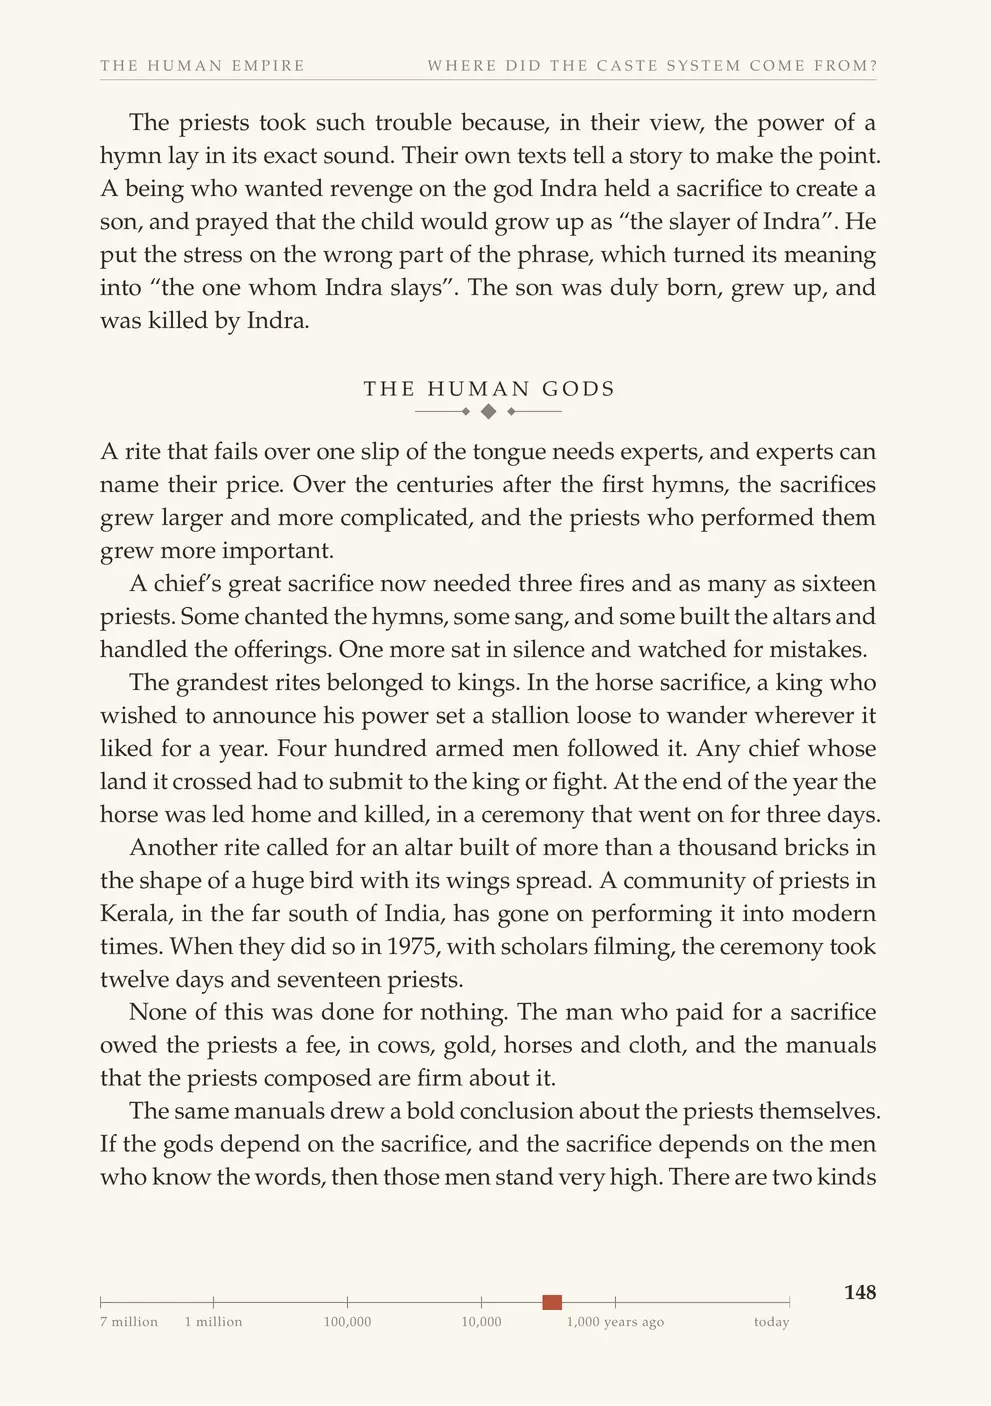 THE HUMAN EMPIRE
WHERE DID THE CASTE SYSTEM COME FROM?
The priests took such trouble because, in their view, the power of a
hymn lay in its exact sound. Their own texts tell a story to make the point.
A being who wanted revenge on the god Indra held a sacrifice to create a
son, and prayed that the child would grow up as “the slayer of Indra”. He
put the stress on the wrong part of the phrase, which turned its meaning
into “the one whom Indra slays”. The son was duly born, grew up, and
was killed by Indra.
THE HUMAN GODS
A rite that fails over one slip of the tongue needs experts, and experts can
name their price. Over the centuries after the first hymns, the sacrifices
grew larger and more complicated, and the priests who performed them
grew more important.
A chief’s great sacrifice now needed three fires and as many as sixteen
priests. Some chanted the hymns, some sang, and some built the altars and
handled the offerings. One more sat in silence and watched for mistakes.
The grandest rites belonged to kings. In the horse sacrifice, a king who
wished to announce his power set a stallion loose to wander wherever it
liked for a year. Four hundred armed men followed it. Any chief whose
land it crossed had to submit to the king or fight. At the end of the year the
horse was led home and killed, in a ceremony that went on for three days.
Another rite called for an altar built of more than a thousand bricks in
the shape of a huge bird with its wings spread. A community of priests in
Kerala, in the far south of India, has gone on performing it into modern
times. When they did so in 1975, with scholars filming, the ceremony took
twelve days and seventeen priests.
None of this was done for nothing. The man who paid for a sacrifice
owed the priests a fee, in cows, gold, horses and cloth, and the manuals
that the priests composed are firm about it.
The same manuals drew a bold conclusion about the priests themselves.
If the gods depend on the sacrifice, and the sacrifice depends on the men
who know the words, then those men stand very high. There are two kinds
148
7 million
1 million
100,000
10,000
1,000 years ago
today